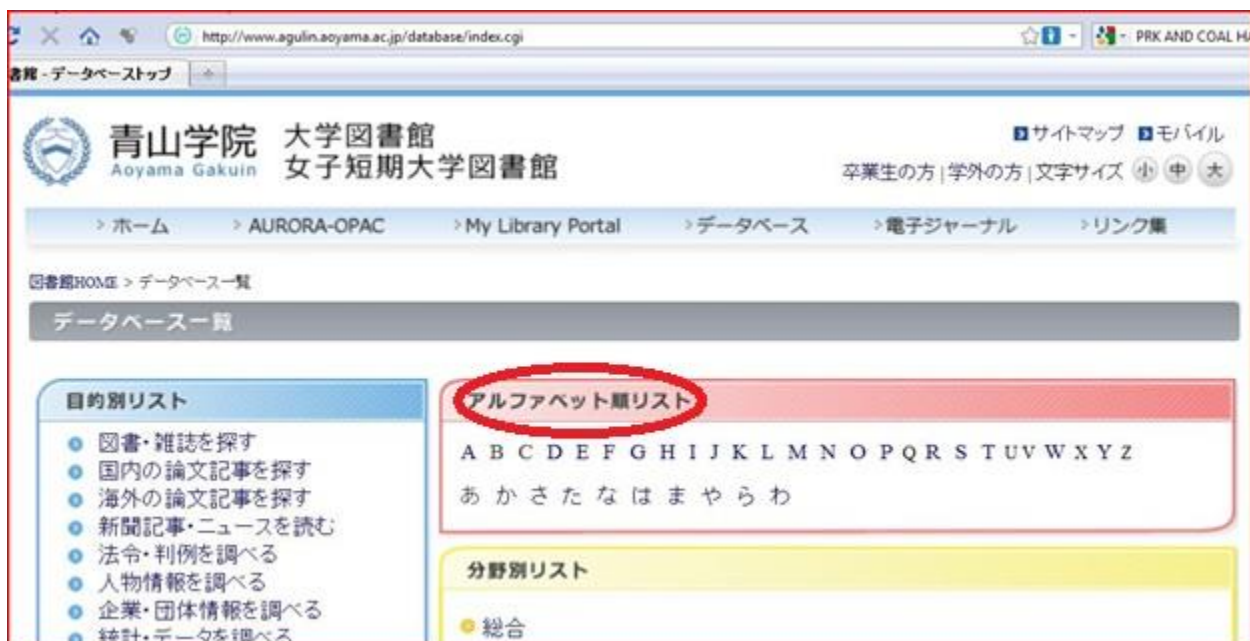 http://www.agulin.aoyama.ac.jp/database/index.cgi
PRK AND COAL HA
書館 - データベーストップ
青山学院 大学図書館
Aoyama Gakuin 女子短期大学図書館
サイトマップ モバイル
卒業生の方 | 学外の方 | 文字サイズ 小 中 大
> ホーム > AURORA-OPAC > My Library Portal > データベース > 電子ジャーナル > リンク集
図書館HOME > データベース一覧
データベース一覧
目的別リスト
図書・雑誌を探す
国内の論文記事を探す
海外の論文記事を探す
新聞記事・ニュースを読む
法令・判例を調べる
人物情報を調べる
企業・団体情報を調べる
統計・データを調べる
アルファベット順リスト
A B C D E F G H I J K L M N O P Q R S T U V W X Y Z
あ か さ た な は ま や ら わ
分野別リスト
総合